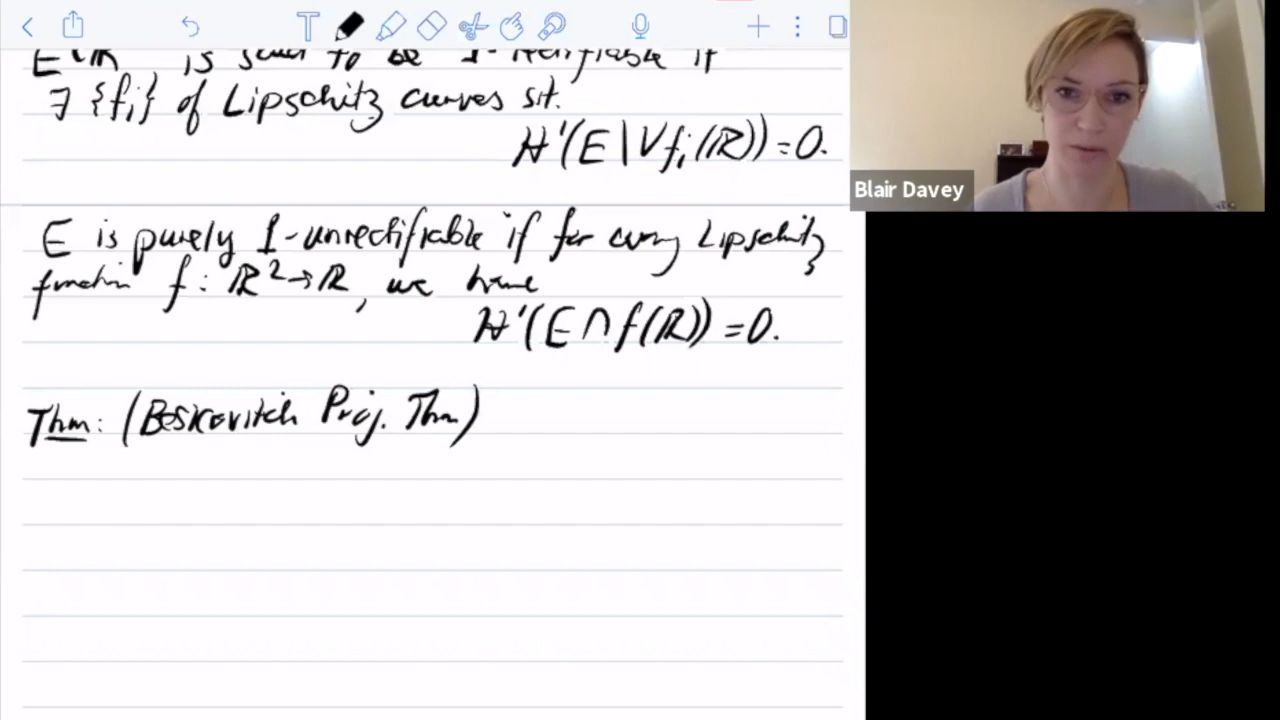 E⊂ℝ² is said to be 1-rectifiable if
∃ {fᵢ} of Lipschitz curves s.t.
H¹(E \ ∪fᵢ(ℝ)) = 0.
Blair Davey
E is purely 1-unrectifiable if for every Lipschitz
function f: ℝ²→ℝ, we have
H¹(E ∩ f(ℝ)) = 0.
Thm: (Besicovitch Proj. Thm)